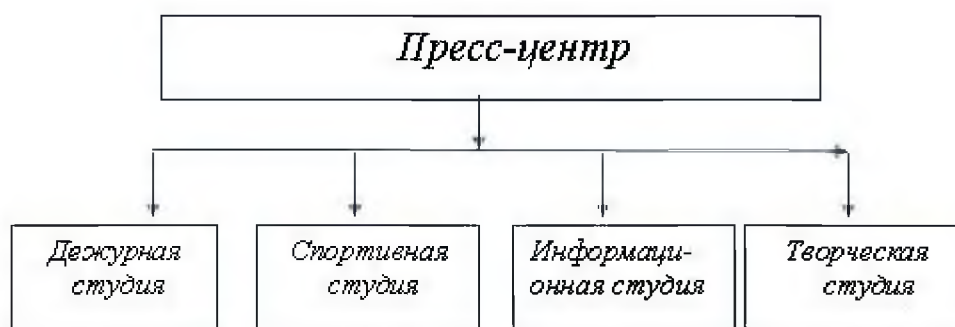 Пресс-центр
Дежурная
студия
Спортивная
студия
Информаци-
онная студия
Творческая
студия